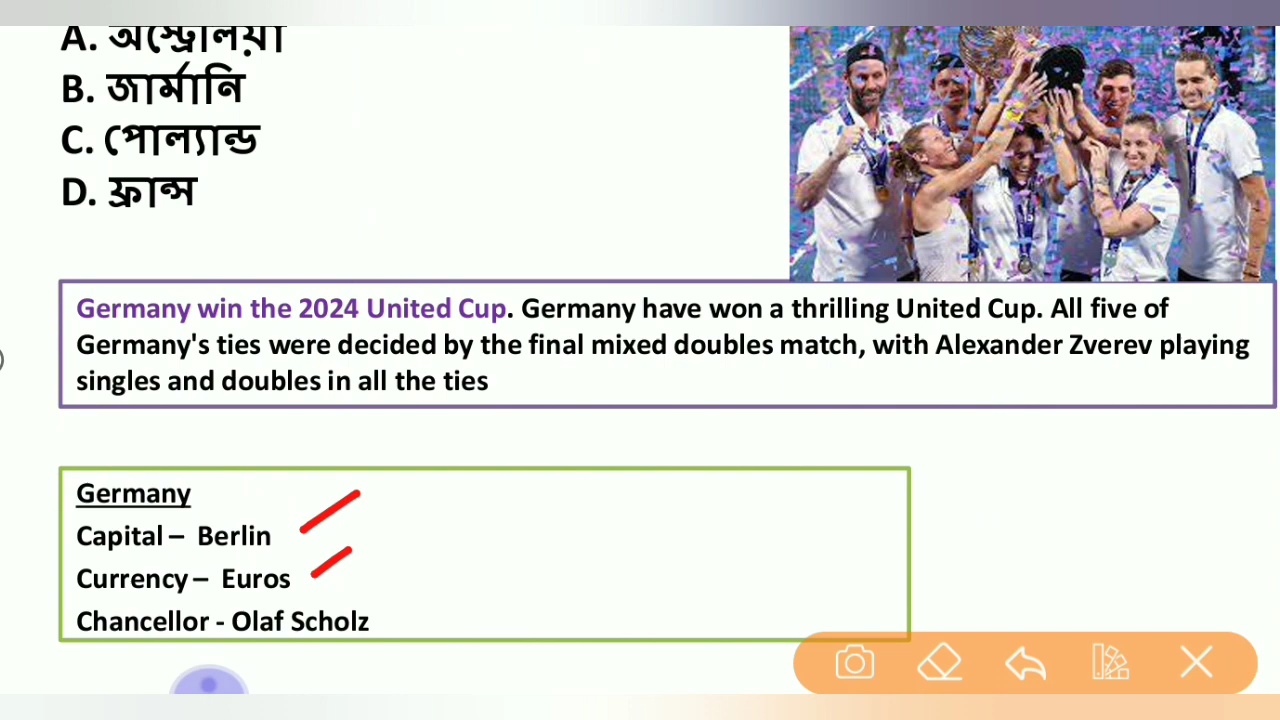 A. অস্ট্রেলিয়া
B. জার্মানি
C. পোল্যান্ড
D. ফ্রান্স
Germany win the 2024 United Cup. Germany have won a thrilling United Cup. All five of
Germany's ties were decided by the final mixed doubles match, with Alexander Zverev playing
singles and doubles in all the ties
Germany
Capital – Berlin
Currency – Euros
Chancellor - Olaf Scholz